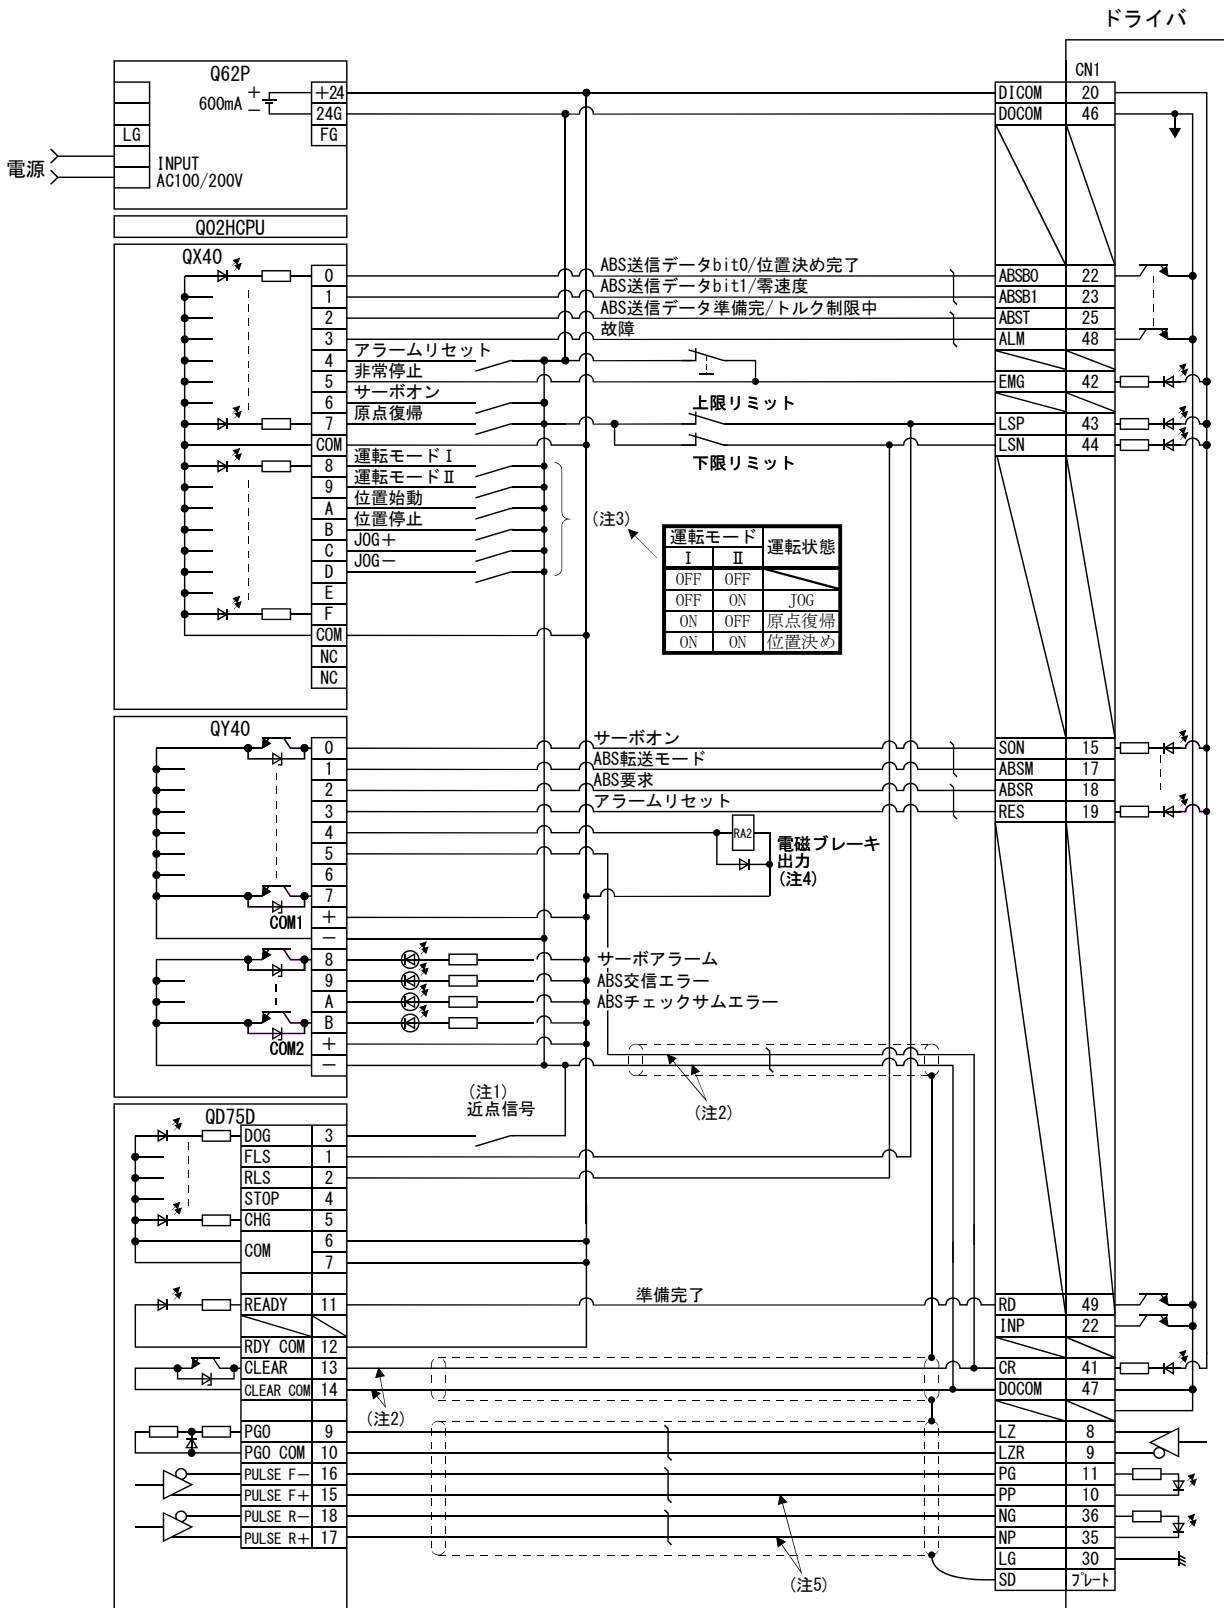 ドライバ
Q62P
600mA
+
−
+24
24G
FG
LG
電源
INPUT
AC100/200V
CN1
DICOM 20
DOCOM 46
Q02HCPU
QX40
0
1
2
3
4
5
6
7
COM
8
9
A
B
C
D
E
F
COM
NC
NC
ABS送信データbit0/位置決め完了
ABS送信データbit1/零速度
ABS送信データ準備完/トルク制限中
故障
アラームリセット
非常停止
サーボオン
原点復帰
運転モードⅠ
運転モードⅡ
位置始動
位置停止
JOG+
JOG−
上限リミット
下限リミット
(注3)
運転モード 運転状態
Ⅰ Ⅱ
OFF OFF
OFF ON JOG
ON OFF 原点復帰
ON ON 位置決め
ABSB0 22
ABSB1 23
ABST 25
ALM 48
EMG 42
LSP 43
LSN 44
QY40
0
1
2
3
4
5
6
7
+
−
8
9
A
B
+
−
COM1
COM2
サーボオン
ABS転送モード
ABS要求
アラームリセット
RA2
電磁ブレーキ
出力
(注4)
サーボアラーム
ABS交信エラー
ABSチェックサムエラー
SON 15
ABSM 17
ABSR 18
RES 19
(注2)
(注1)
近点信号
QD75D
DOG 3
FLS 1
RLS 2
STOP 4
CHG 5
COM 6
7
READY 11
RDY COM 12
CLEAR 13
CLEAR COM 14
PGO 9
PGO COM 10
PULSE F− 16
PULSE F+ 15
PULSE R− 18
PULSE R+ 17
準備完了
(注2)
(注5)
RD 49
INP 22
CR 41
DOCOM 47
LZ 8
LZR 9
PG 11
PP 10
NG 36
NP 35
LG 30
SD プレート